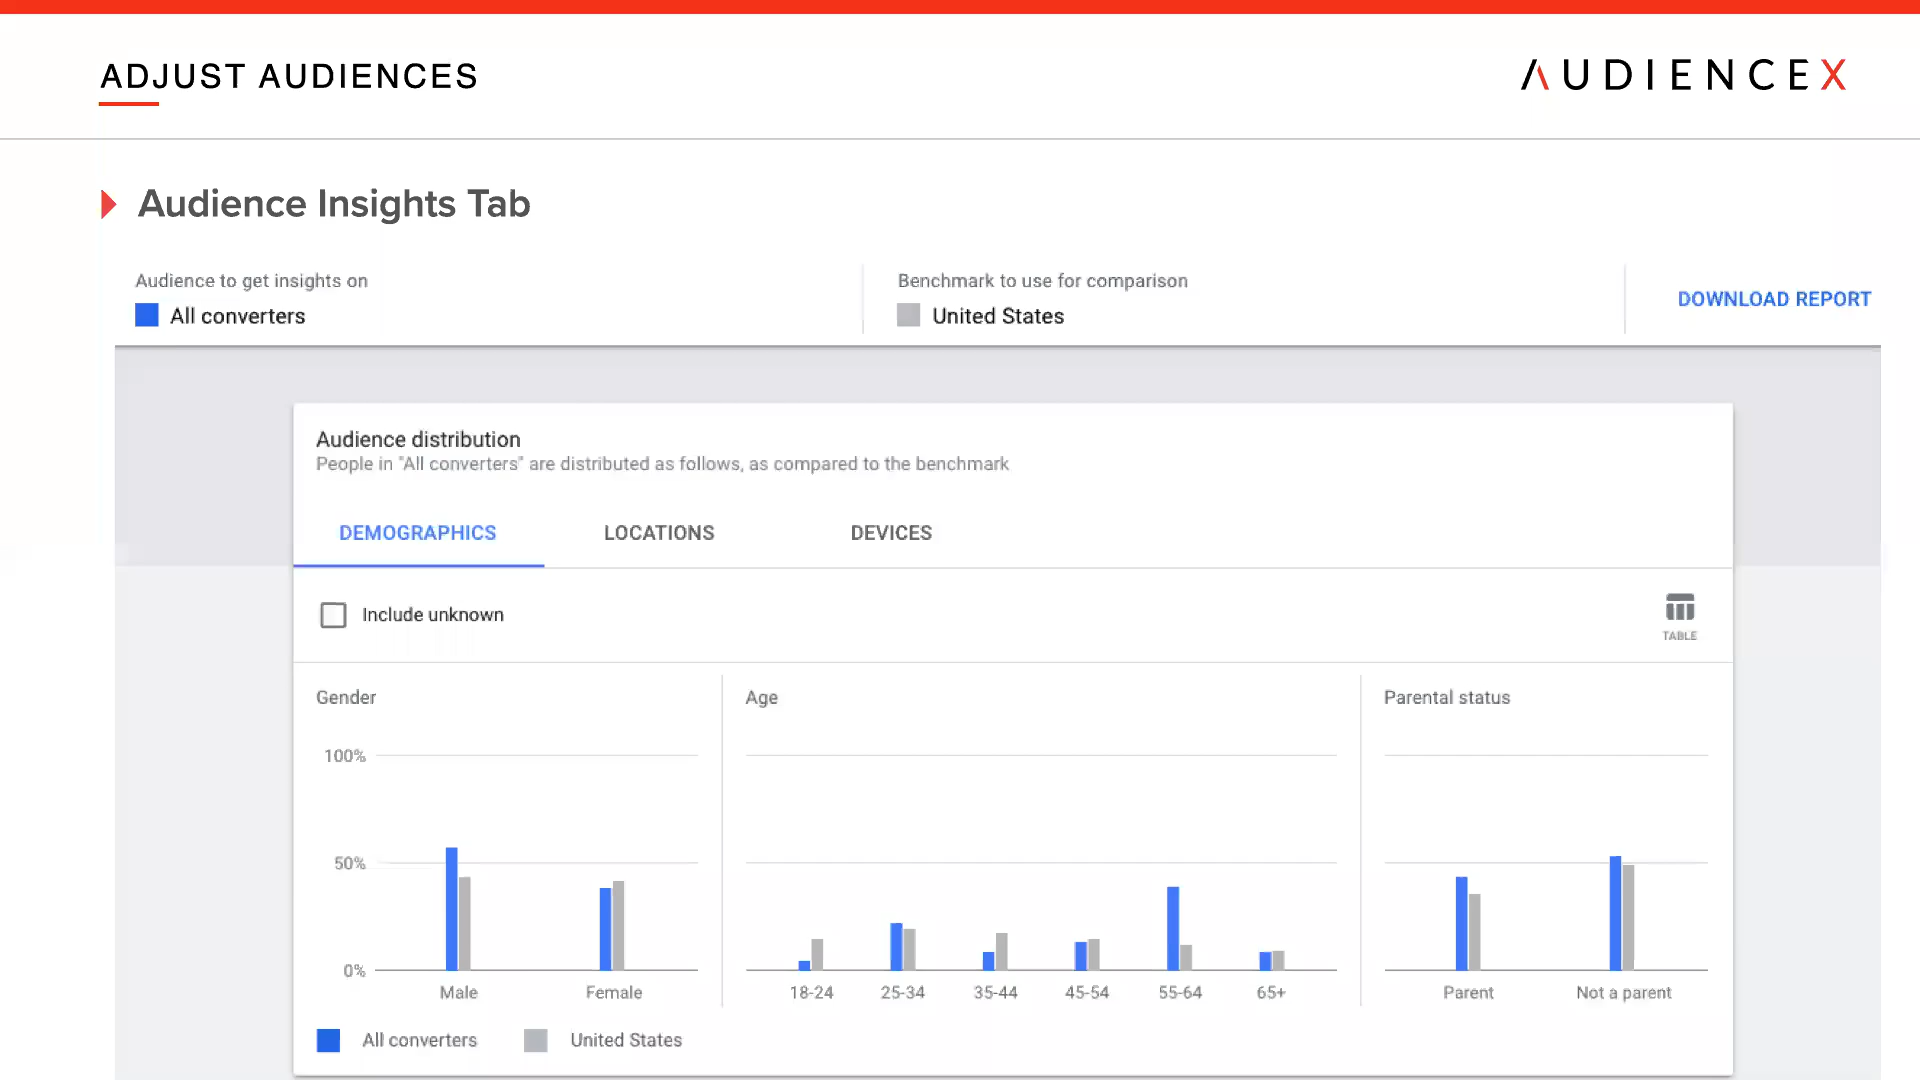 ADJUST AUDIENCES
AUDIENCEX
Audience Insights Tab
Audience to get insights on
All converters
Benchmark to use for comparison
United States
DOWNLOAD REPORT
Audience distribution
People in "All converters" are distributed as follows, as compared to the benchmark
DEMOGRAPHICS LOCATIONS DEVICES
Include unknown
TABLE
Gender
100%
50%
0%
Male Female
Age
18-24 25-34 35-44 45-54 55-64 65+
Parental status
Parent Not a parent
All converters United States